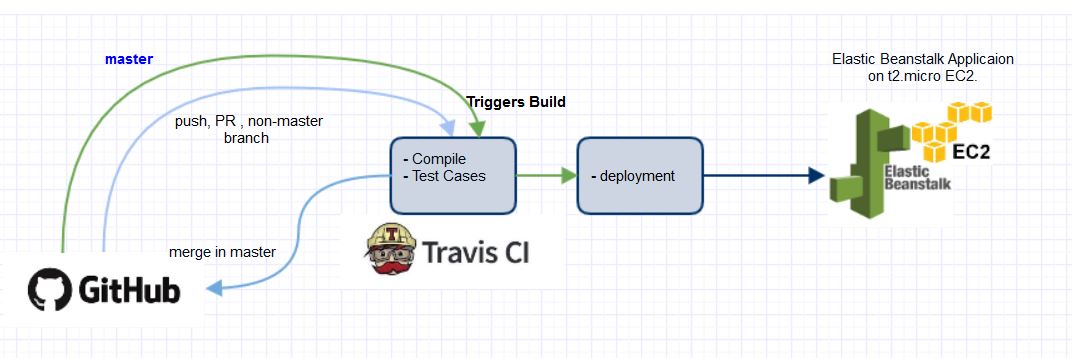 Elastic Beanstalk Applicaion
on t2.micro EC2.
master
Triggers Build
push, PR , non-master
branch
EC2
- Compile
- Test Cases
- deployment
Elastic
Beanstalk
merge in master
T
Travis CI
GitHub